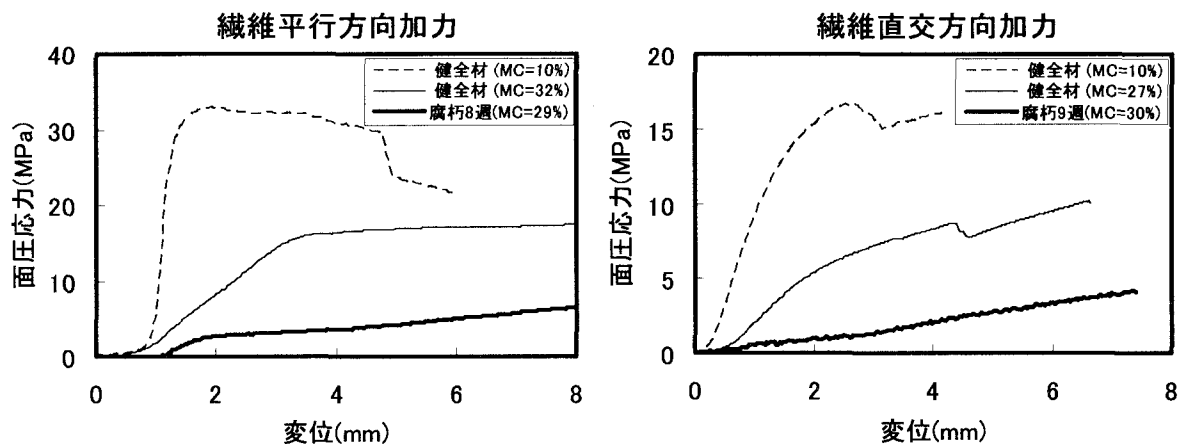 繊維平行方向加力
40
30
20
10
0
面圧応力(MPa)
健全材 (MC=10%)
健全材 (MC=32%)
腐朽8週(MC=29%)
0 2 4 6 8
変位(mm)
繊維直交方向加力
20
15
10
5
0
面圧応力(MPa)
健全材 (MC=10%)
健全材 (MC=27%)
腐朽9週(MC=30%)
0 2 4 6 8
変位(mm)